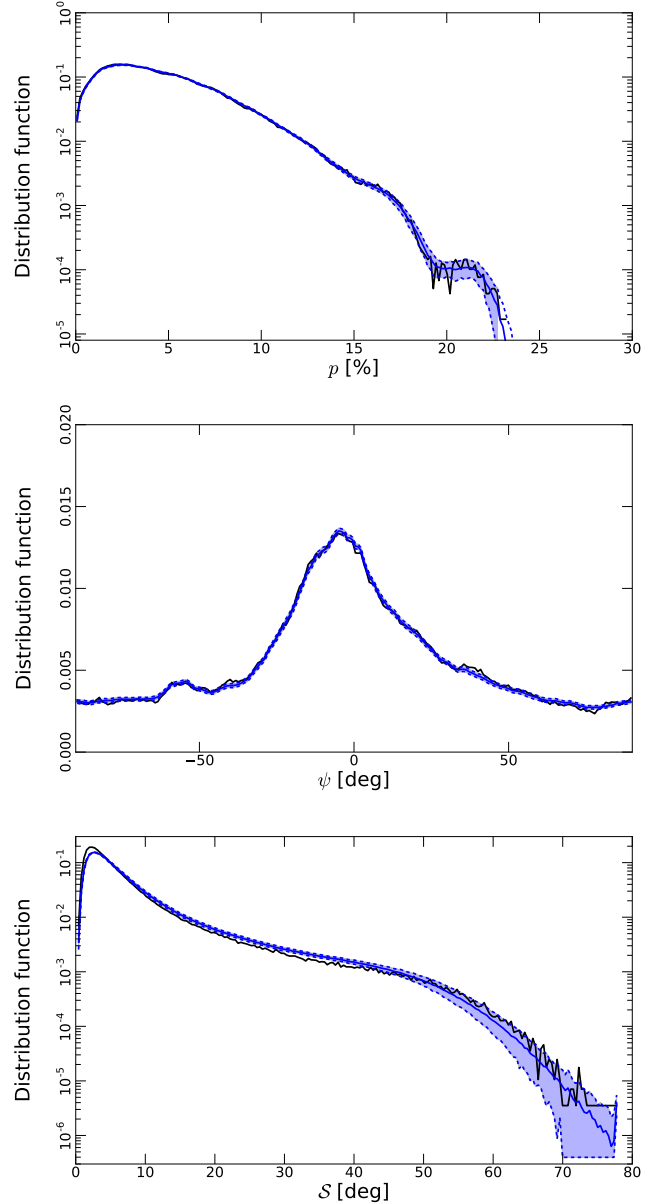 10⁰
10⁻¹
10⁻²
10⁻³
10⁻⁴
10⁻⁵
Distribution function
0 5 10 15 20 25 30
p [%]
0.020
0.015
0.010
0.005
0.000
Distribution function
−50 0 50
ψ [deg]
10⁻¹
10⁻²
10⁻³
10⁻⁴
10⁻⁵
10⁻⁶
Distribution function
0 10 20 30 40 50 60 70 80
𝒮 [deg]